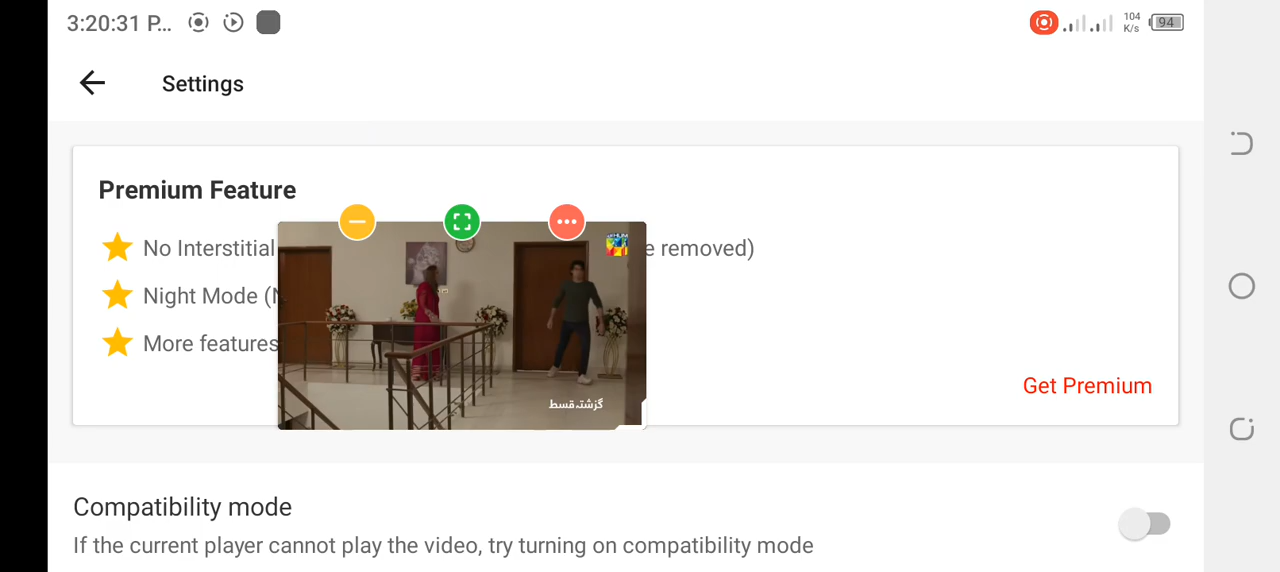 3:20:31 P...
104
K/s
94
Settings
Premium Feature
No Interstitial e removed)
Night Mode (N
More features
گزشتہ قسط
Get Premium
Compatibility mode
If the current player cannot play the video, try turning on compatibility mode